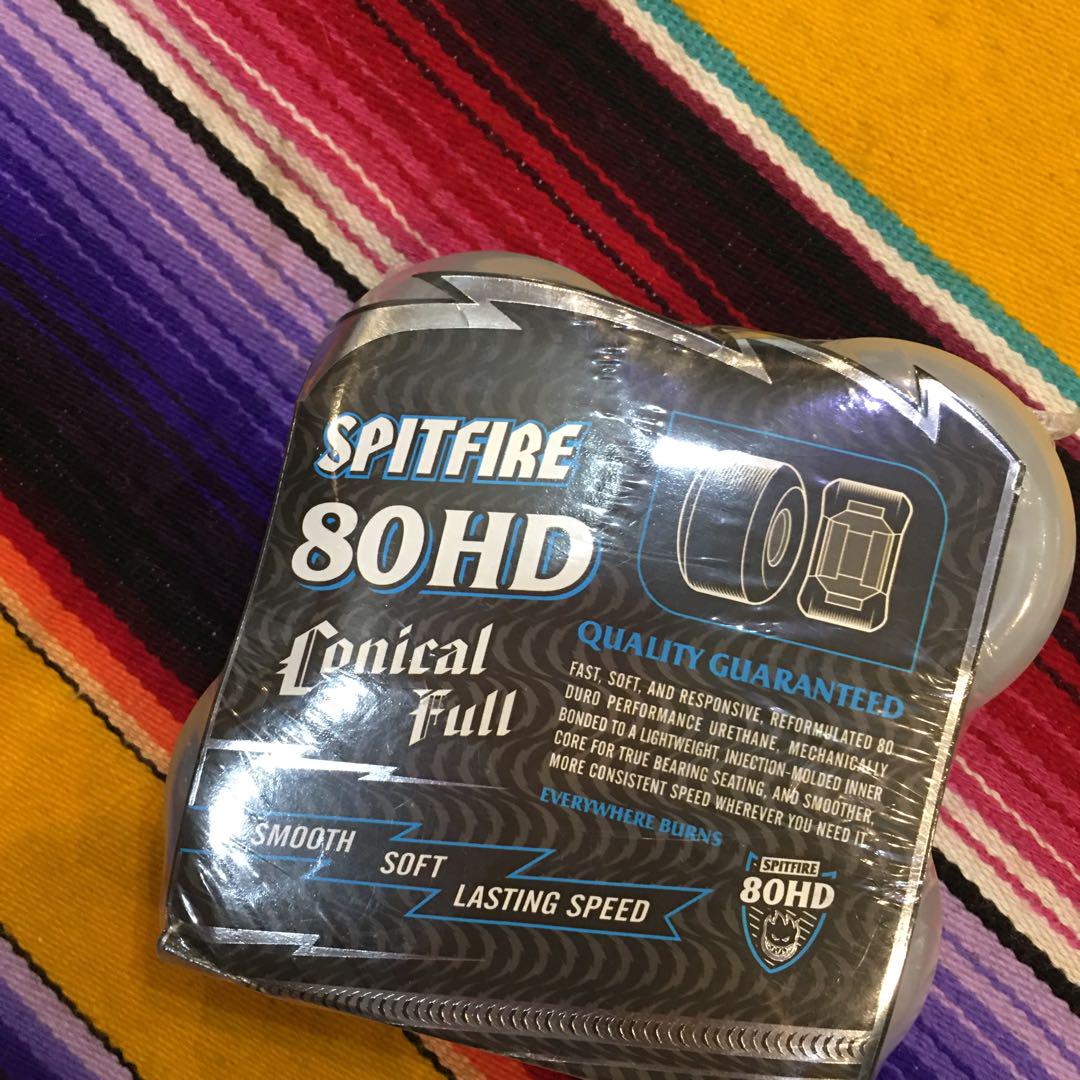 SPITFIRE
80HD
Conical
Full
QUALITY GUARANTEED
FAST, SOFT, AND RESPONSIVE, REFORMULATED 80
DURO PERFORMANCE URETHANE, MECHANICALLY
BONDED TO A LIGHTWEIGHT, INJECTION-MOLDED INNER
CORE FOR TRUE BEARING SEATING, AND SMOOTHER,
MORE CONSISTENT SPEED WHEREVER YOU NEED IT.
EVERYWHERE BURNS
SMOOTH
SOFT
LASTING SPEED
SPITFIRE
80HD